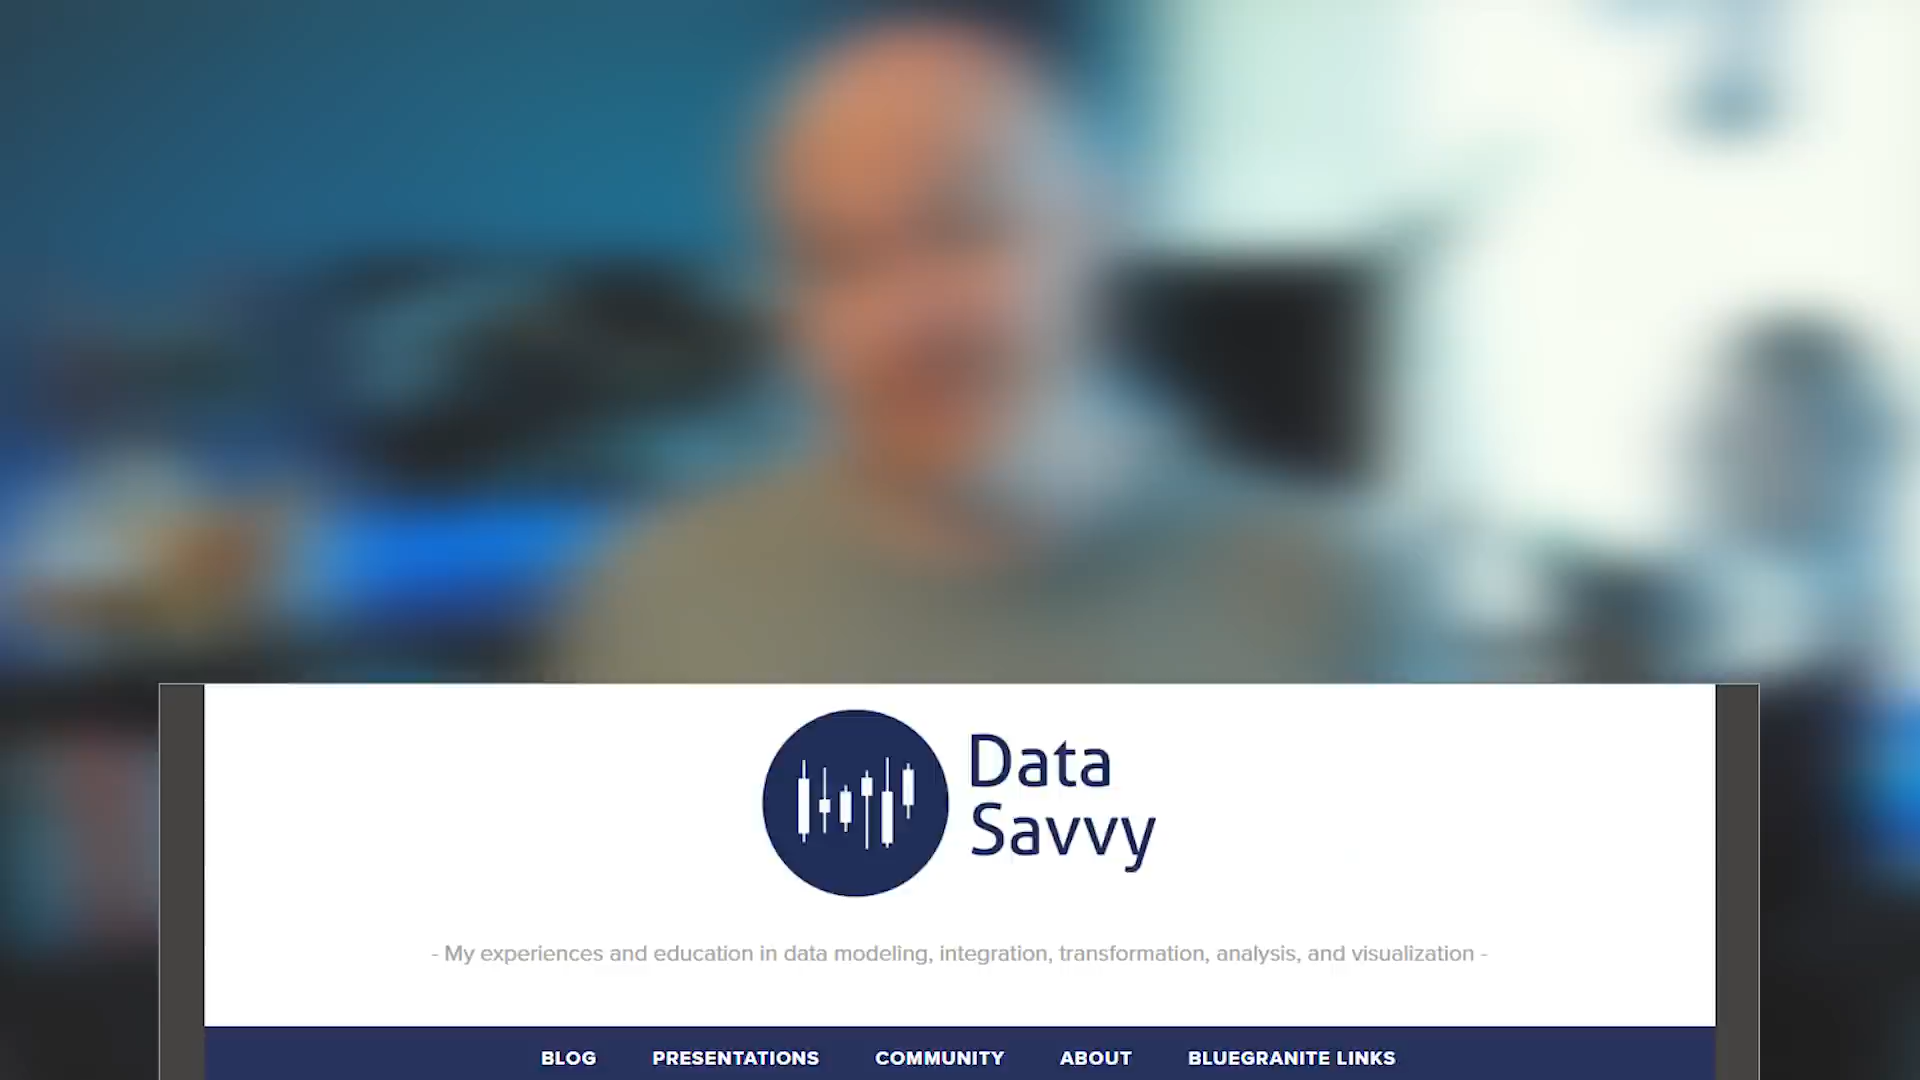 Data
Savvy
- My experiences and education in data modeling, integration, transformation, analysis, and visualization -
BLOG PRESENTATIONS COMMUNITY ABOUT BLUEGRANITE LINKS